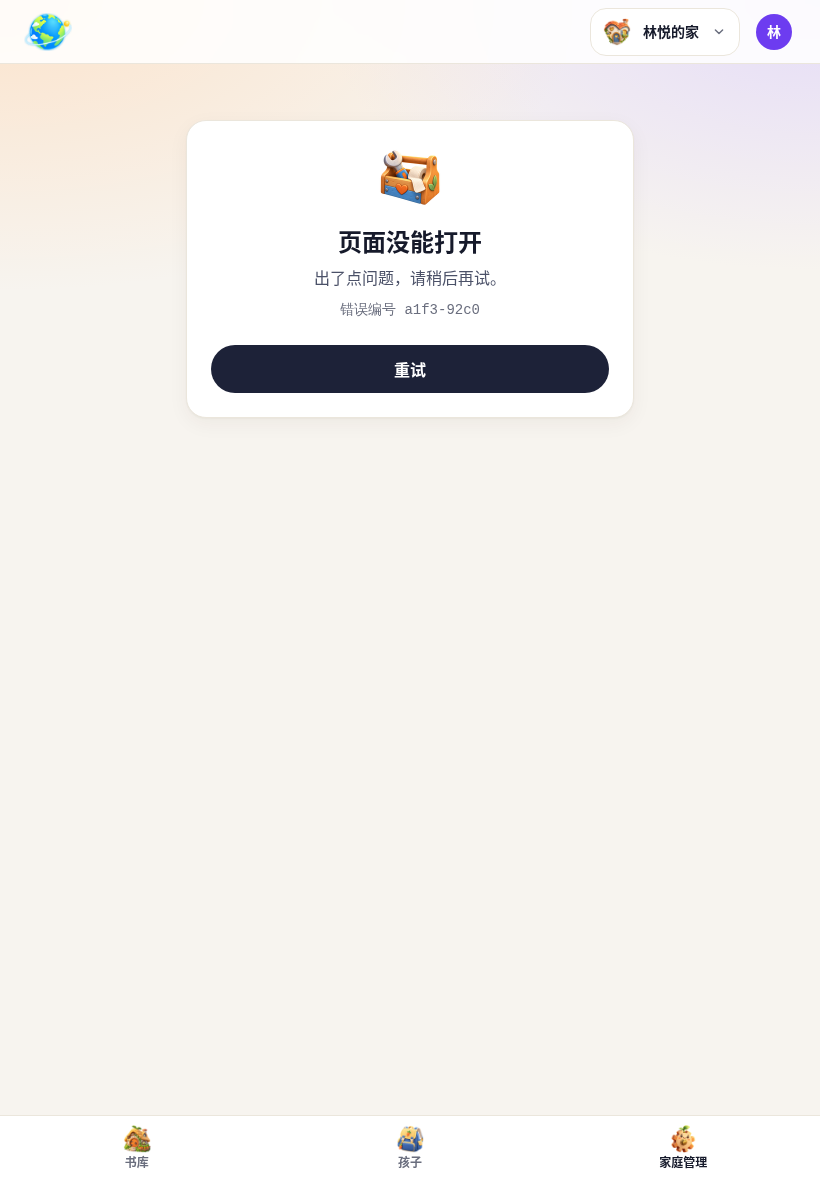 林悦的家
林
页面没能打开
出了点问题，请稍后再试。
错误编号 a1f3-92c0
重试
书库
孩子
家庭管理